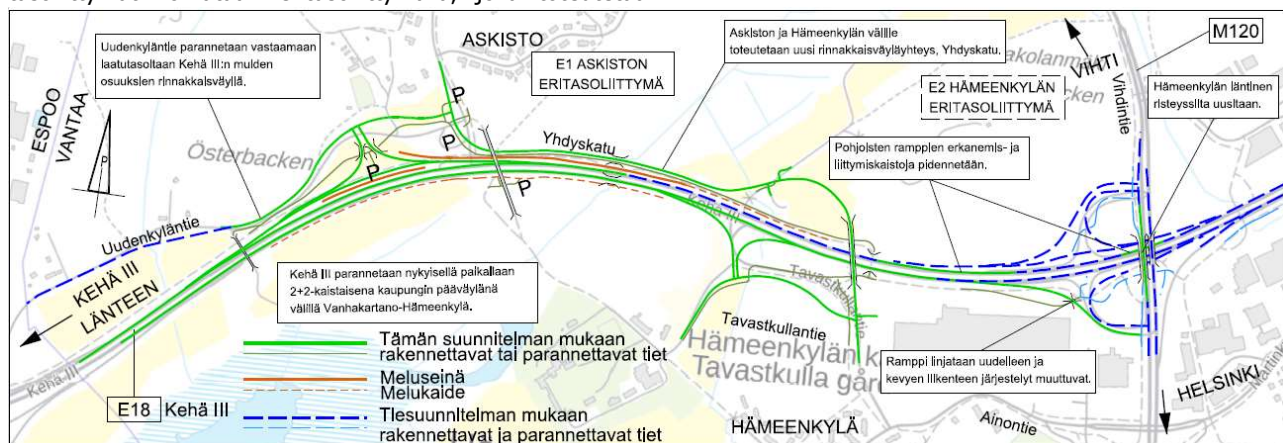 Uudenkyläntie parannetaan vastaamaan
laatutasoltaan Kehä III:n muiden
osuuksien rinnakkaisväyliä.
ASKISTO
E1 ASKISTON
ERITASOLIITTYMÄ
Askiston ja Hämeenkylän välille
toteutetaan uusi rinnakkaisväyläyhteys, Yhdyskatu.
M120
VIHTI
Vihdintie
E2 HÄMEENKYLÄN
ERITASOLIITTYMÄ
Hämeenkylän läntinen
risteyssilta uusitaan.
ESPOO
VANTAA
P
Österbacken
P
P
P
Yhdyskatu
Pohjoisten ramppien erkanemis- ja
liittymiskaistoja pidennetään.
Uudenkyläntie
Kehä III
KEHÄ III
LÄNTEEN
Kehä III parannetaan nykyisellä paikallaan
2+2-kaistaisena kaupungin pääväylänä
välillä Vanhakartano-Hämeenkylä.
Tavastkullantie
Tavastkullantie
Hämeenkylän k
Tavastkulla går
Ramppi linjataan uudelleen ja
kevyen liikenteen järjestelyt muuttuvat.
Tämän suunnitelman mukaan
rakennettavat tai parannettavat tiet
Meluseinä
Melukaide
Tiesuunnitelman mukaan
rakennettavat ja parannettavat tiet
Kehä III
E18 Kehä III
HÄMEENKYLÄ
Ainontie
HELSINKI